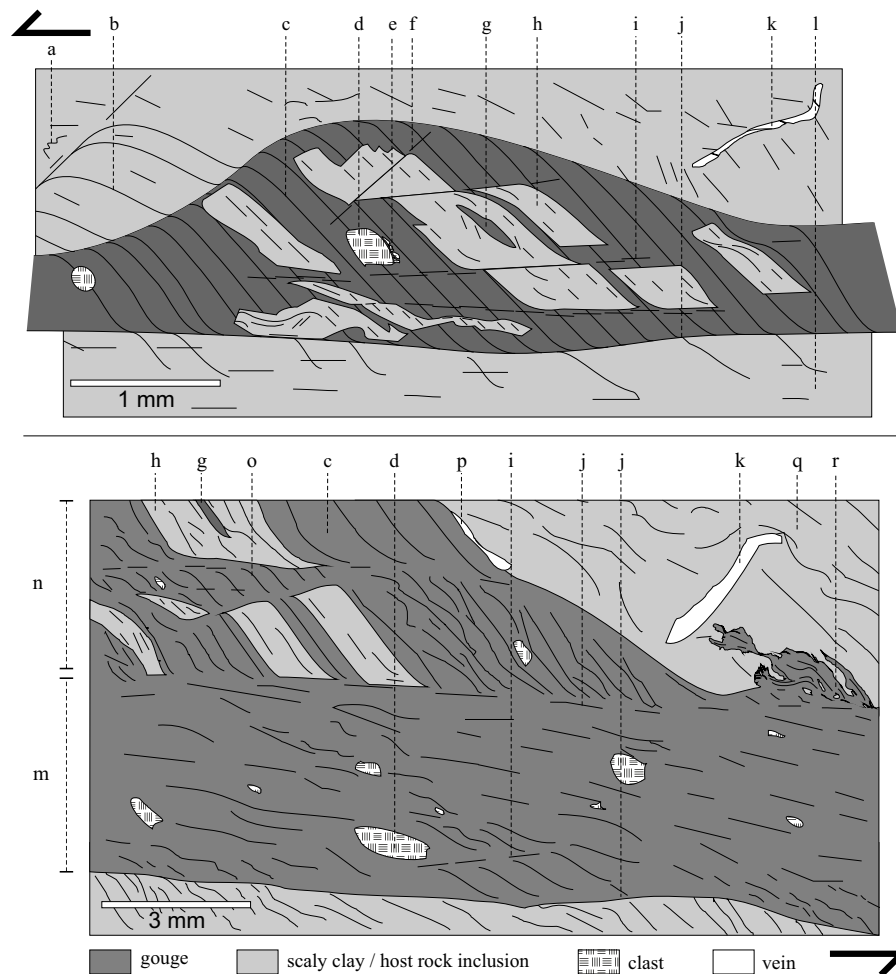 a b c d e f g h i j k l
1 mm
h g o c d p i j j k q r
n
m
3 mm
gouge scaly clay / host rock inclusion clast vein